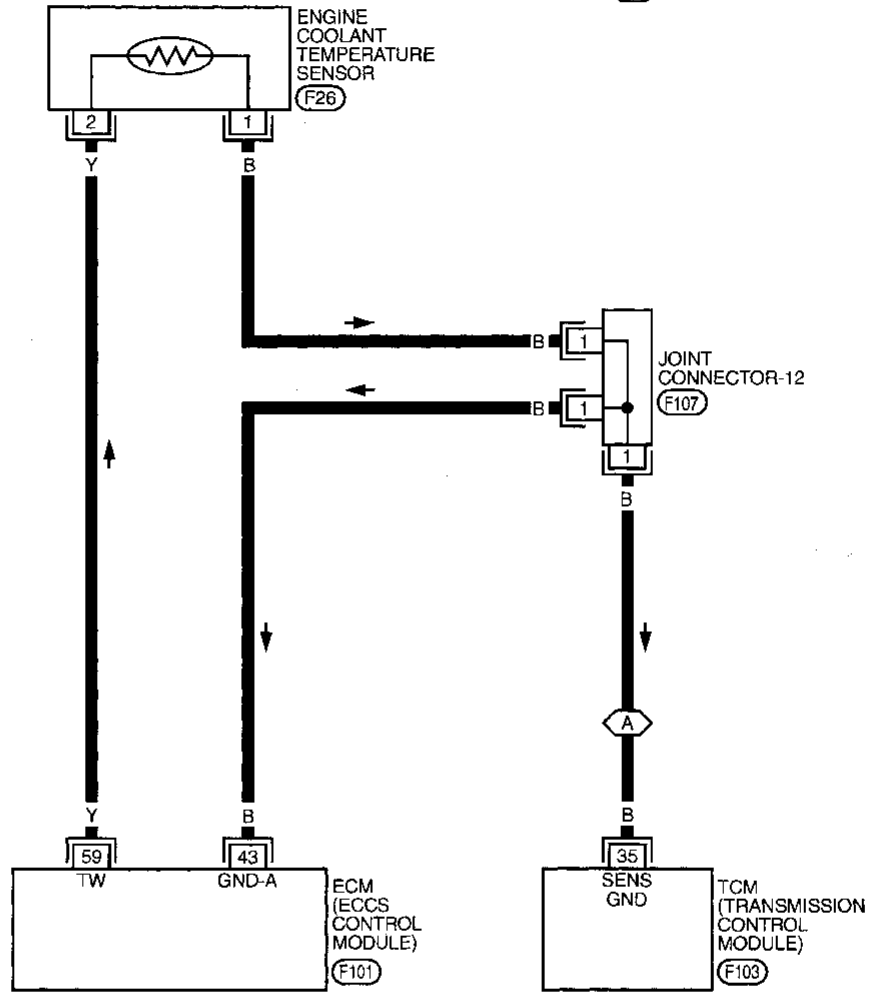 ENGINE
COOLANT
TEMPERATURE
SENSOR
F26
2
1
Y
B
B
1
JOINT
CONNECTOR-12
F107
B
1
1
B
A
Y
B
B
59
43
35
TW
GND-A
SENS
GND
ECM
(ECCS
CONTROL
MODULE)
F101
TCM
(TRANSMISSION
CONTROL
MODULE)
F103